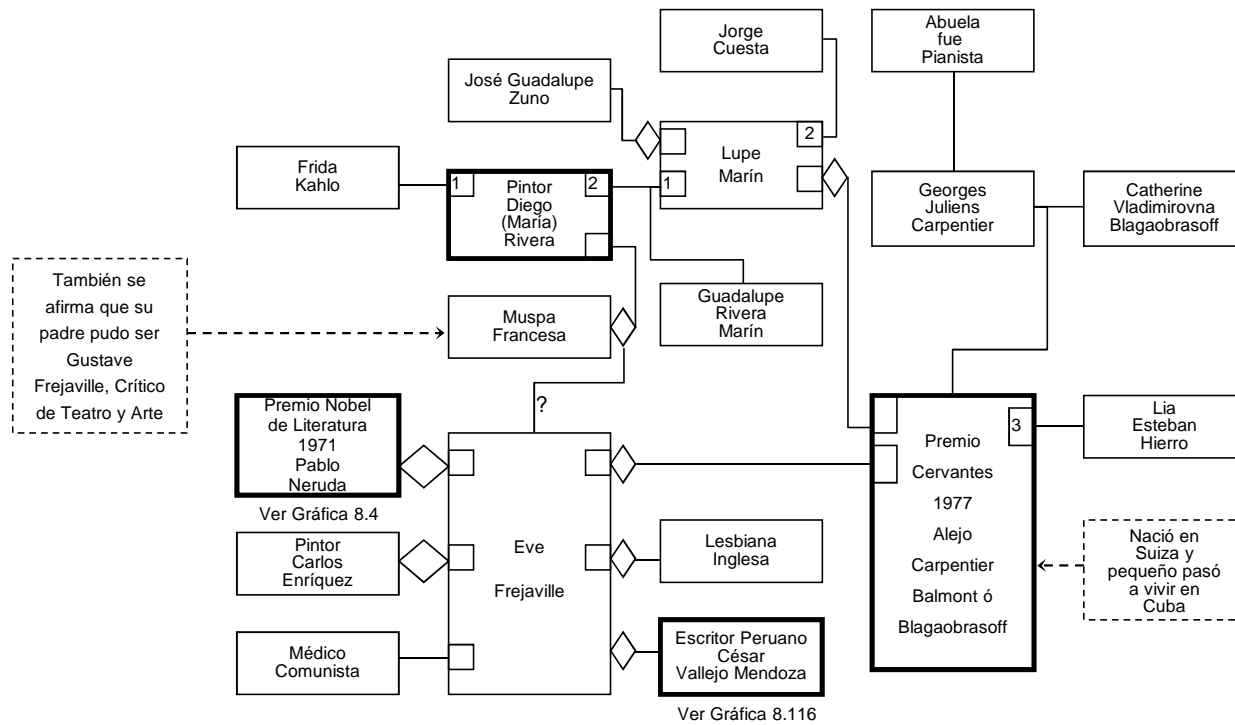 Jorge
Cuesta
Abuela
fue
Pianista
José Guadalupe
Zuno
2
Lupe
Marín
1
Frida
Kahlo
1
2
Pintor
Diego
(María)
Rivera
Georges
Juliens
Carpentier
Catherine
Vladimirovna
Blagaobrasoff
También se
afirma que su
padre pudo ser
Gustave
Frejaville, Crítico
de Teatro y Arte
Muspa
Francesa
Guadalupe
Rivera
Marín
?
Premio Nobel
de Literatura
1971
Pablo
Neruda
Ver Gráfica 8.4
Pintor
Carlos
Enríquez
Médico
Comunista
Eve
Frejaville
Lesbiana
Inglesa
Escritor Peruano
César
Vallejo Mendoza
Ver Gráfica 8.116
3
Premio
Cervantes
1977
Alejo
Carpentier
Balmont ó
Blagaobrasoff
Lia
Esteban
Hierro
Nació en
Suiza y
pequeño pasó
a vivir en
Cuba